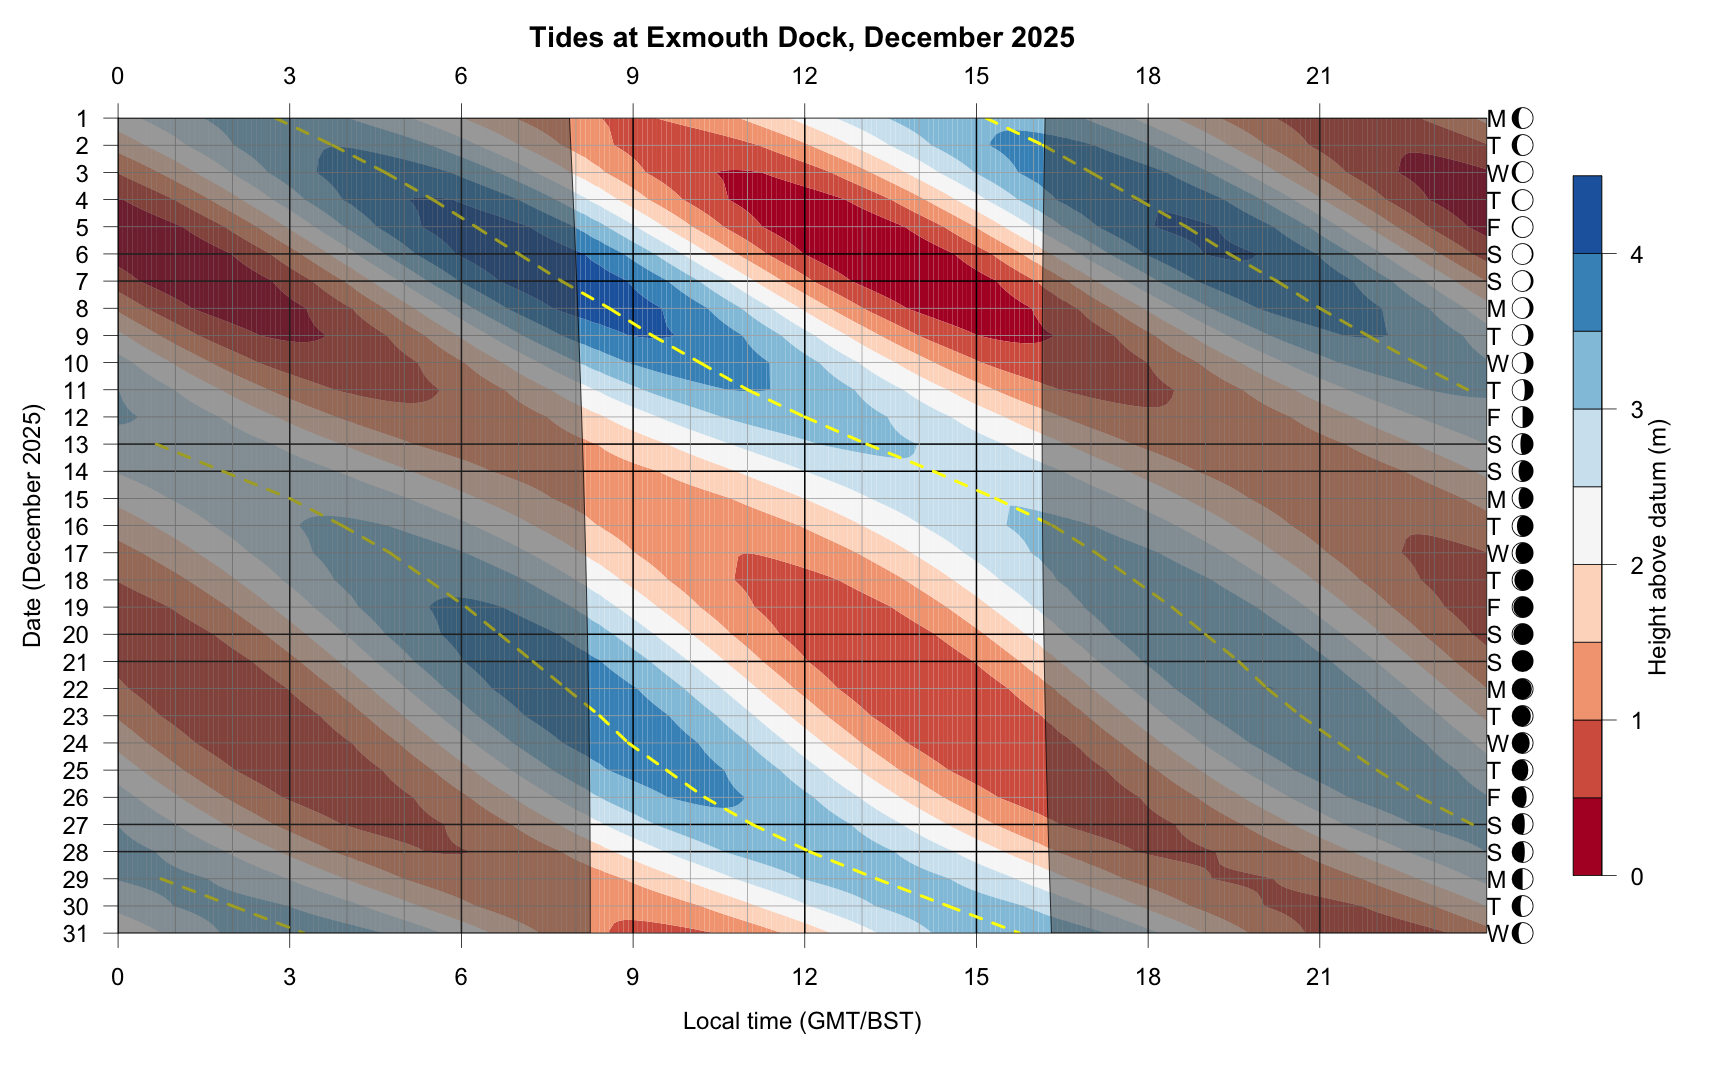 Tides at Exmouth Dock, December 2025
0 3 6 9 12 15 18 21
1 M
2 T
3 W
4 T
5 F
6 S
7 S
8 M
9 T
10 W
11 T
12 F
13 S
14 S
15 M
16 T
17 W
18 T
19 F
20 S
21 S
22 M
23 T
24 W
25 T
26 F
27 S
28 S
29 M
30 T
31 W
0 3 6 9 12 15 18 21
Local time (GMT/BST)
Date (December 2025)
4
3
2
1
0
Height above datum (m)